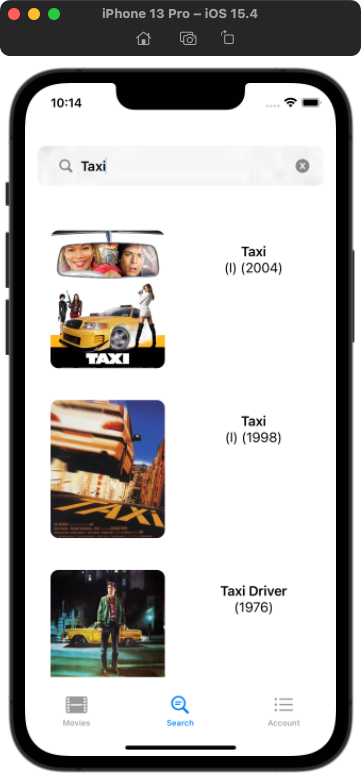 iPhone 13 Pro – iOS 15.4
10:14
Taxi
Taxi
(I) (2004)
TAXI
Taxi
(I) (1998)
TAXI
Taxi Driver
(1976)
Movies
Search
Account